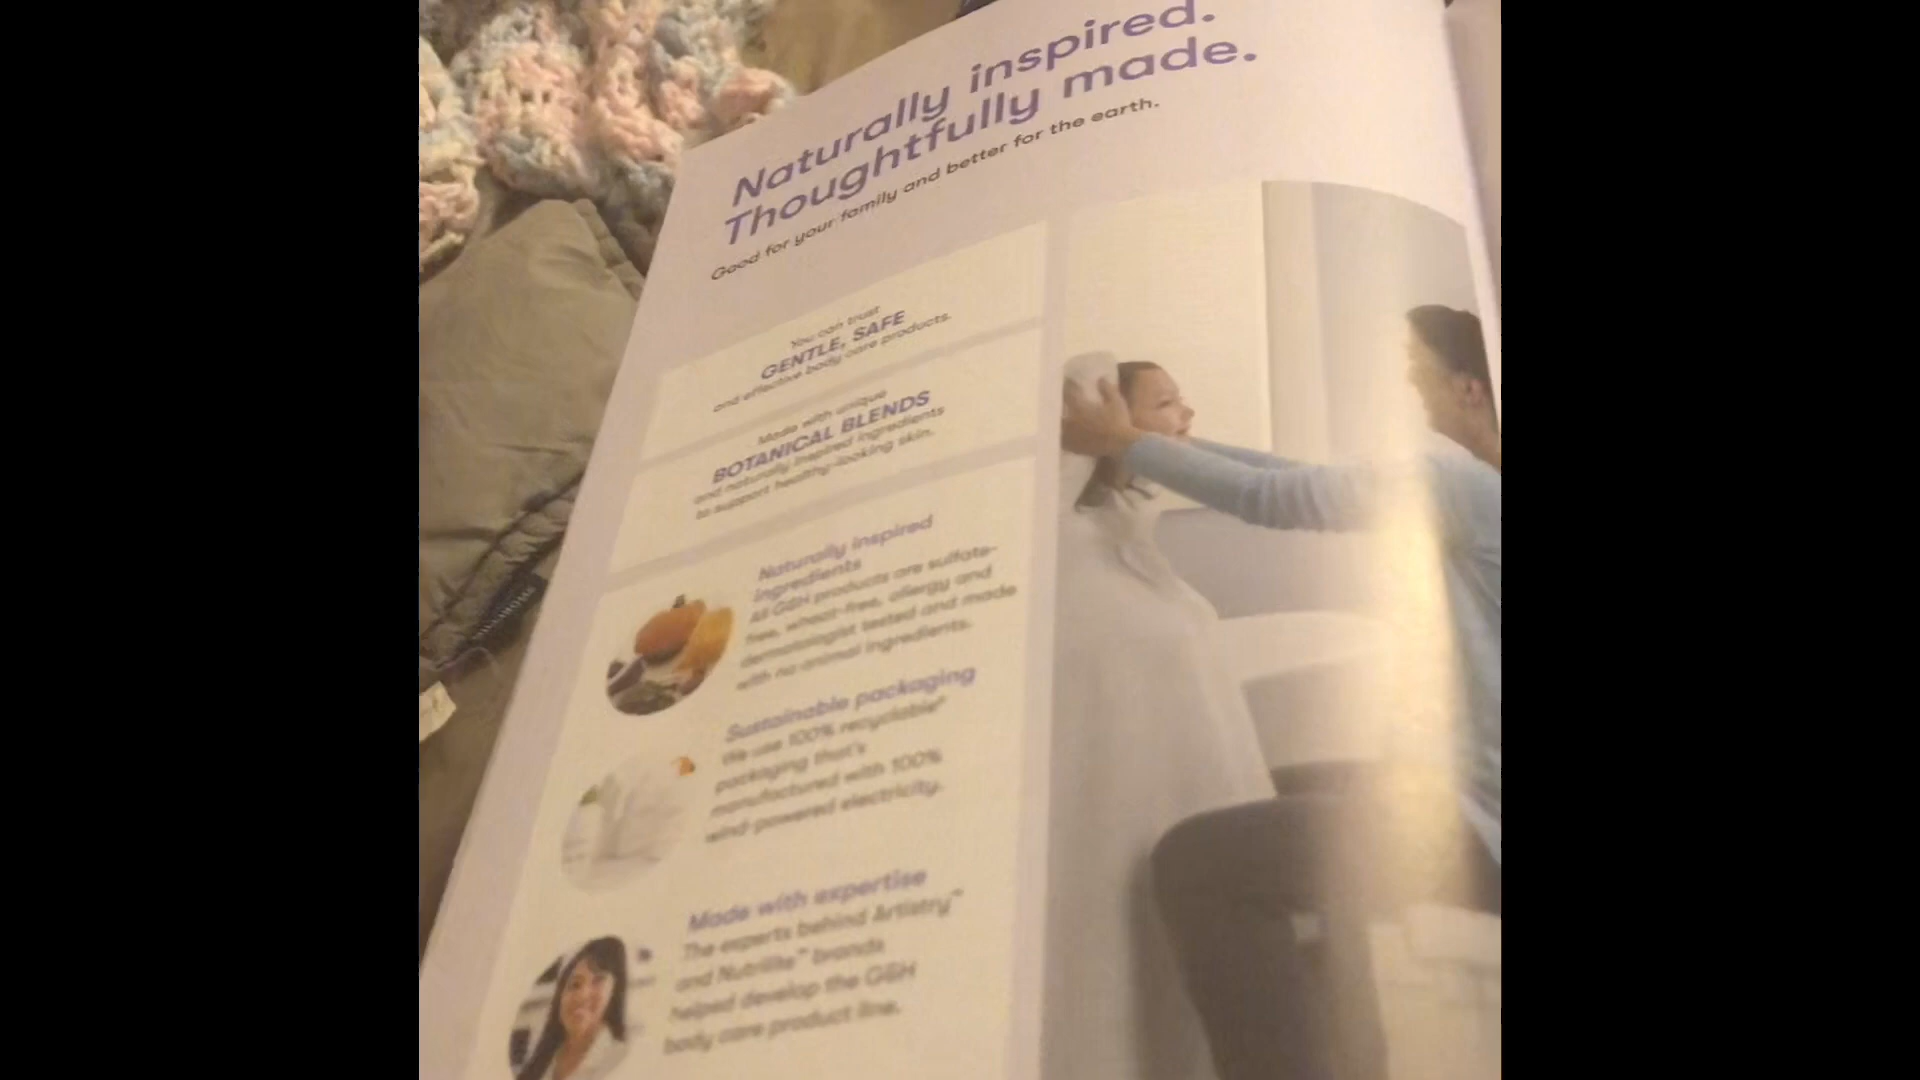 Naturally inspired.
Thoughtfully made.
Good for your family and better for the earth.
You can trust
GENTLE, SAFE
and effective body care products.
Made with unique
BOTANICAL BLENDS
and naturally inspired ingredients
to support healthy-looking skin.
Naturally inspired
ingredients
All G&H products are sulfate-
free, wheat-free, allergy and
dermatologist tested and made
with no animal ingredients.
Sustainable packaging
We use 100% recyclable*
packaging that's
manufactured with 100%
wind-powered electricity.
Made with expertise
The experts behind Artistry™
and Nutrilite™ brands
helped develop the G&H
body care product line.